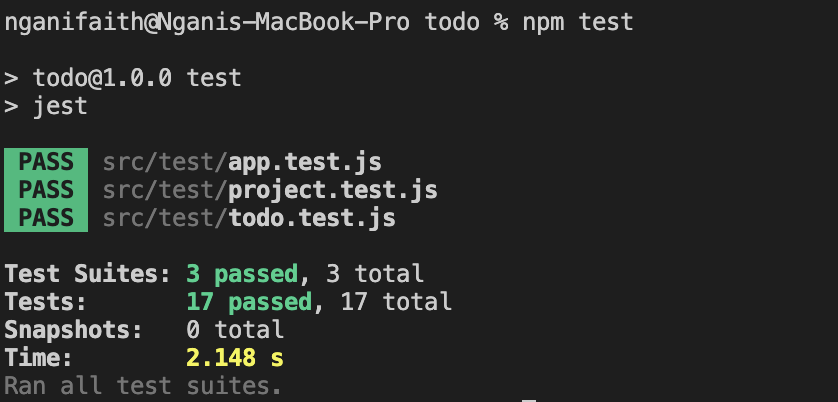 nganifaith@Nganis-MacBook-Pro todo % npm test
> todo@1.0.0 test
> jest
PASS src/test/app.test.js
PASS src/test/project.test.js
PASS src/test/todo.test.js
Test Suites: 3 passed, 3 total
Tests: 17 passed, 17 total
Snapshots: 0 total
Time: 2.148 s
Ran all test suites.